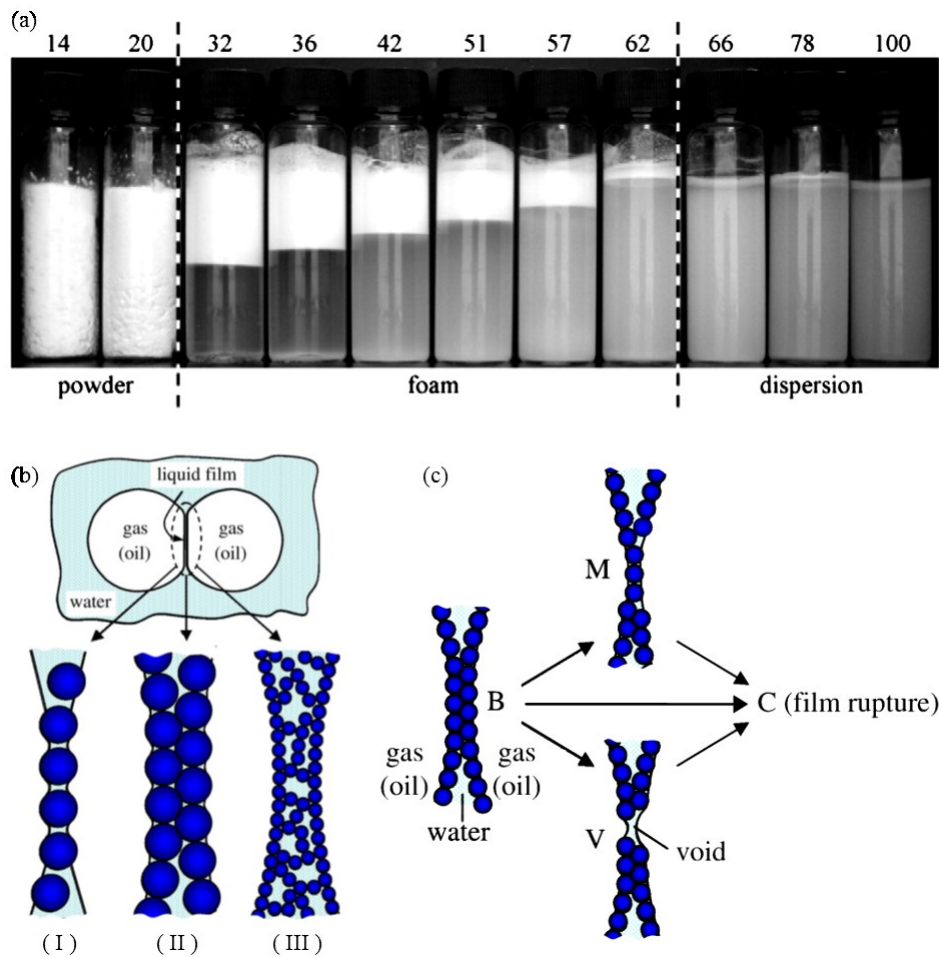 (a)
14 20 32 36 42 51 57 62 66 78 100
powder foam dispersion
(b)
liquid film
gas
(oil)
gas
(oil)
water
( I ) ( II ) ( III )
(c)
M
B
C (film rupture)
gas
(oil)
gas
(oil)
water
V
void